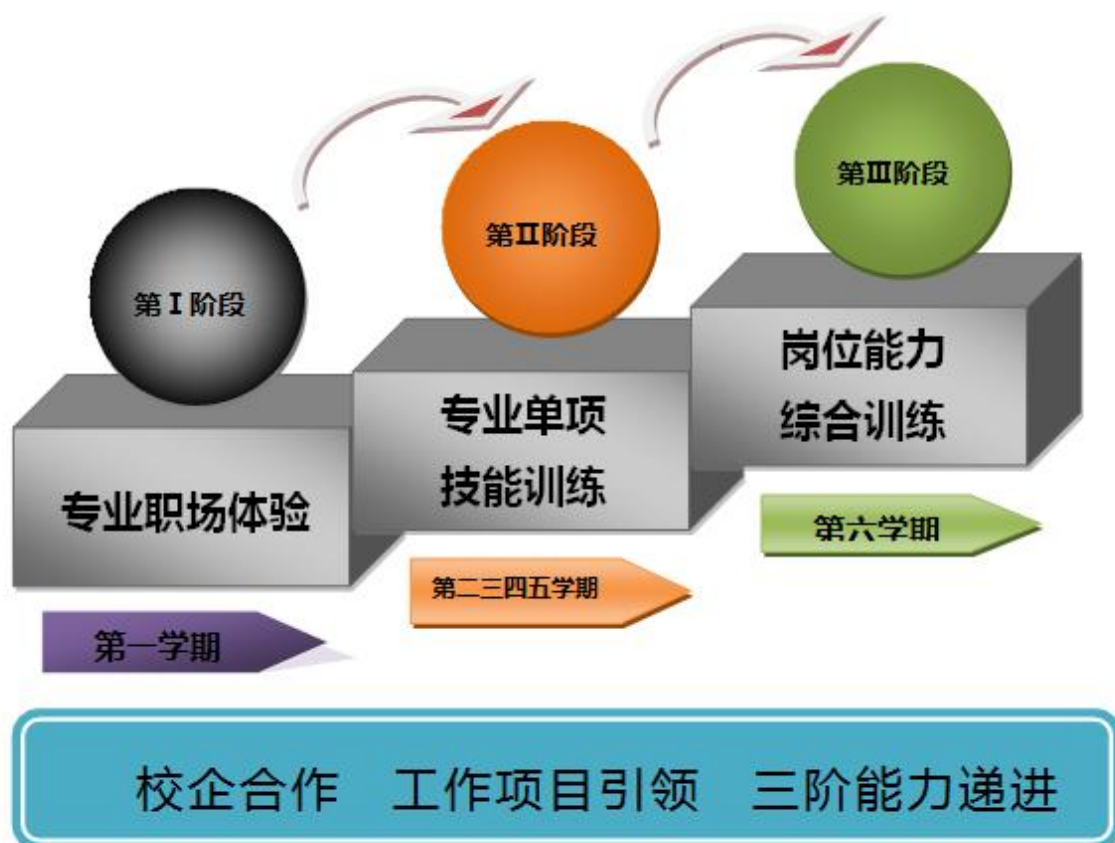 第Ⅰ阶段
专业职场体验
第一学期
第Ⅱ阶段
专业单项
技能训练
第二三四五学期
第Ⅲ阶段
岗位能力
综合训练
第六学期
校企合作 工作项目引领 三阶能力递进